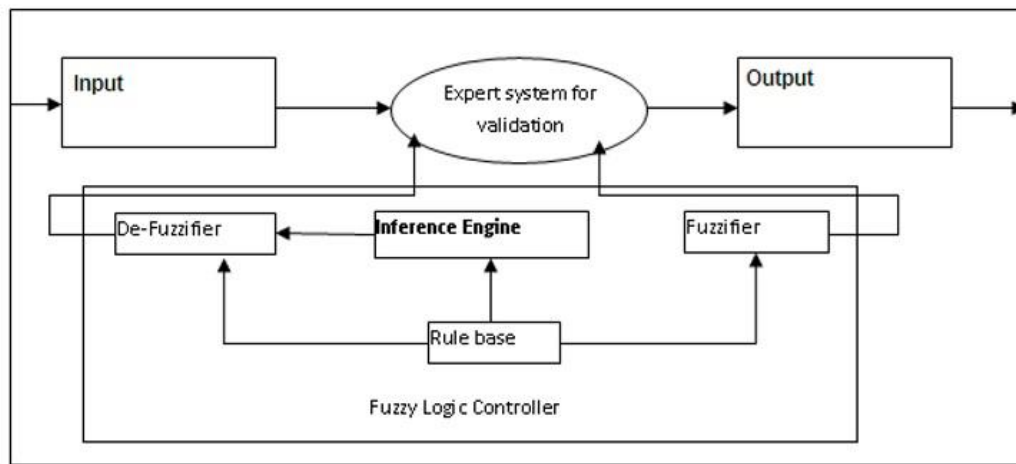 Input
Expert system for
validation
Output
De-Fuzzifier
Inference Engine
Fuzzifier
Rule base
Fuzzy Logic Controller